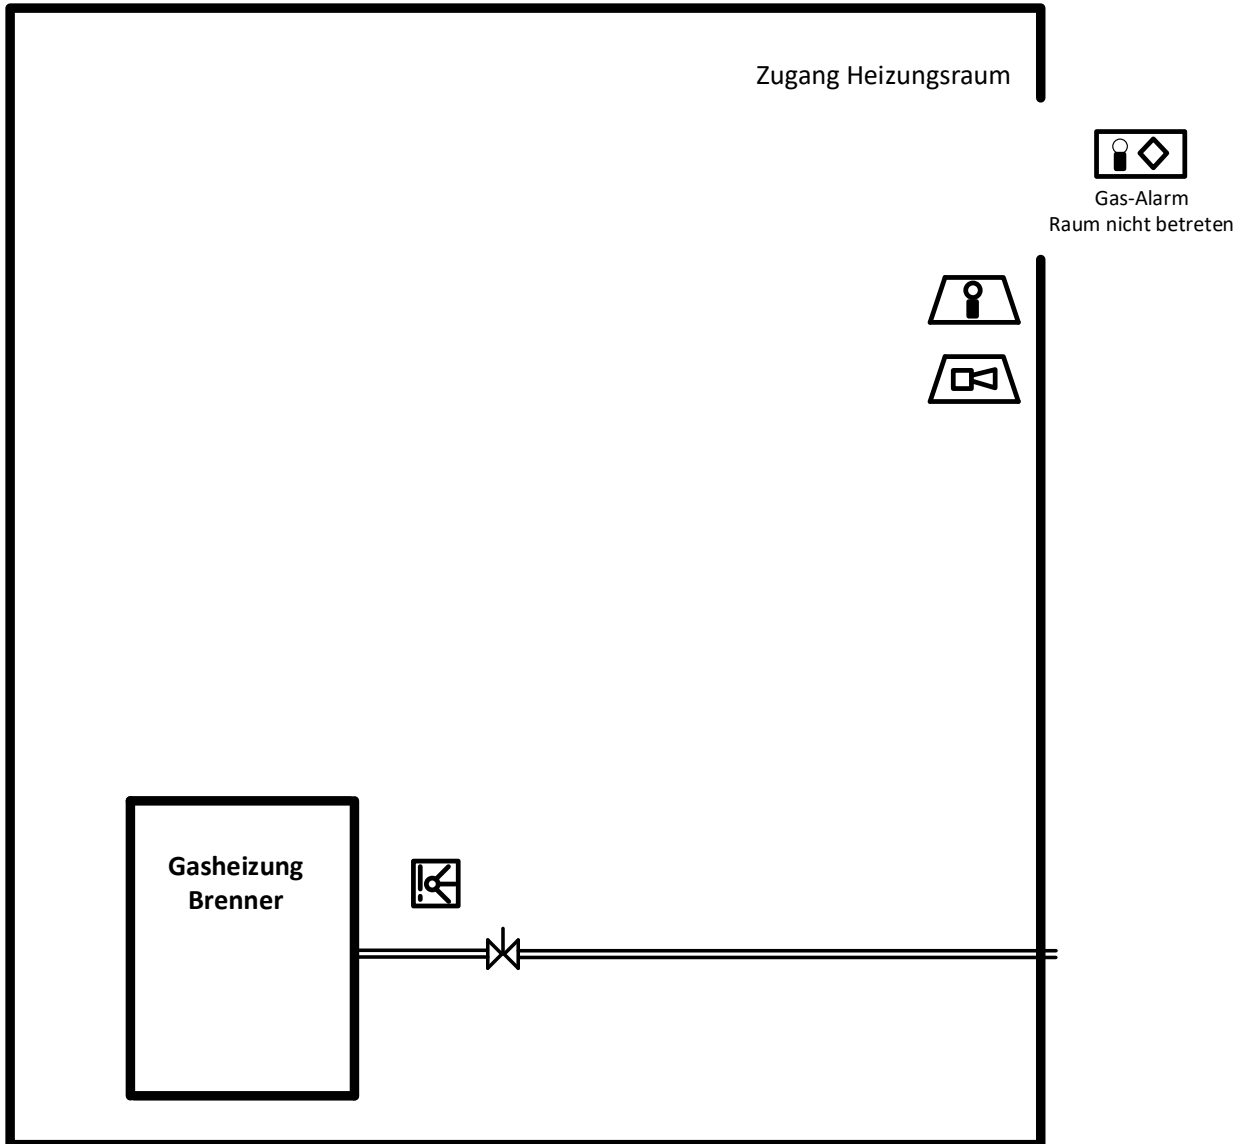 Zugang Heizungsraum
Gas-Alarm
Raum nicht betreten
Gasheizung
Brenner